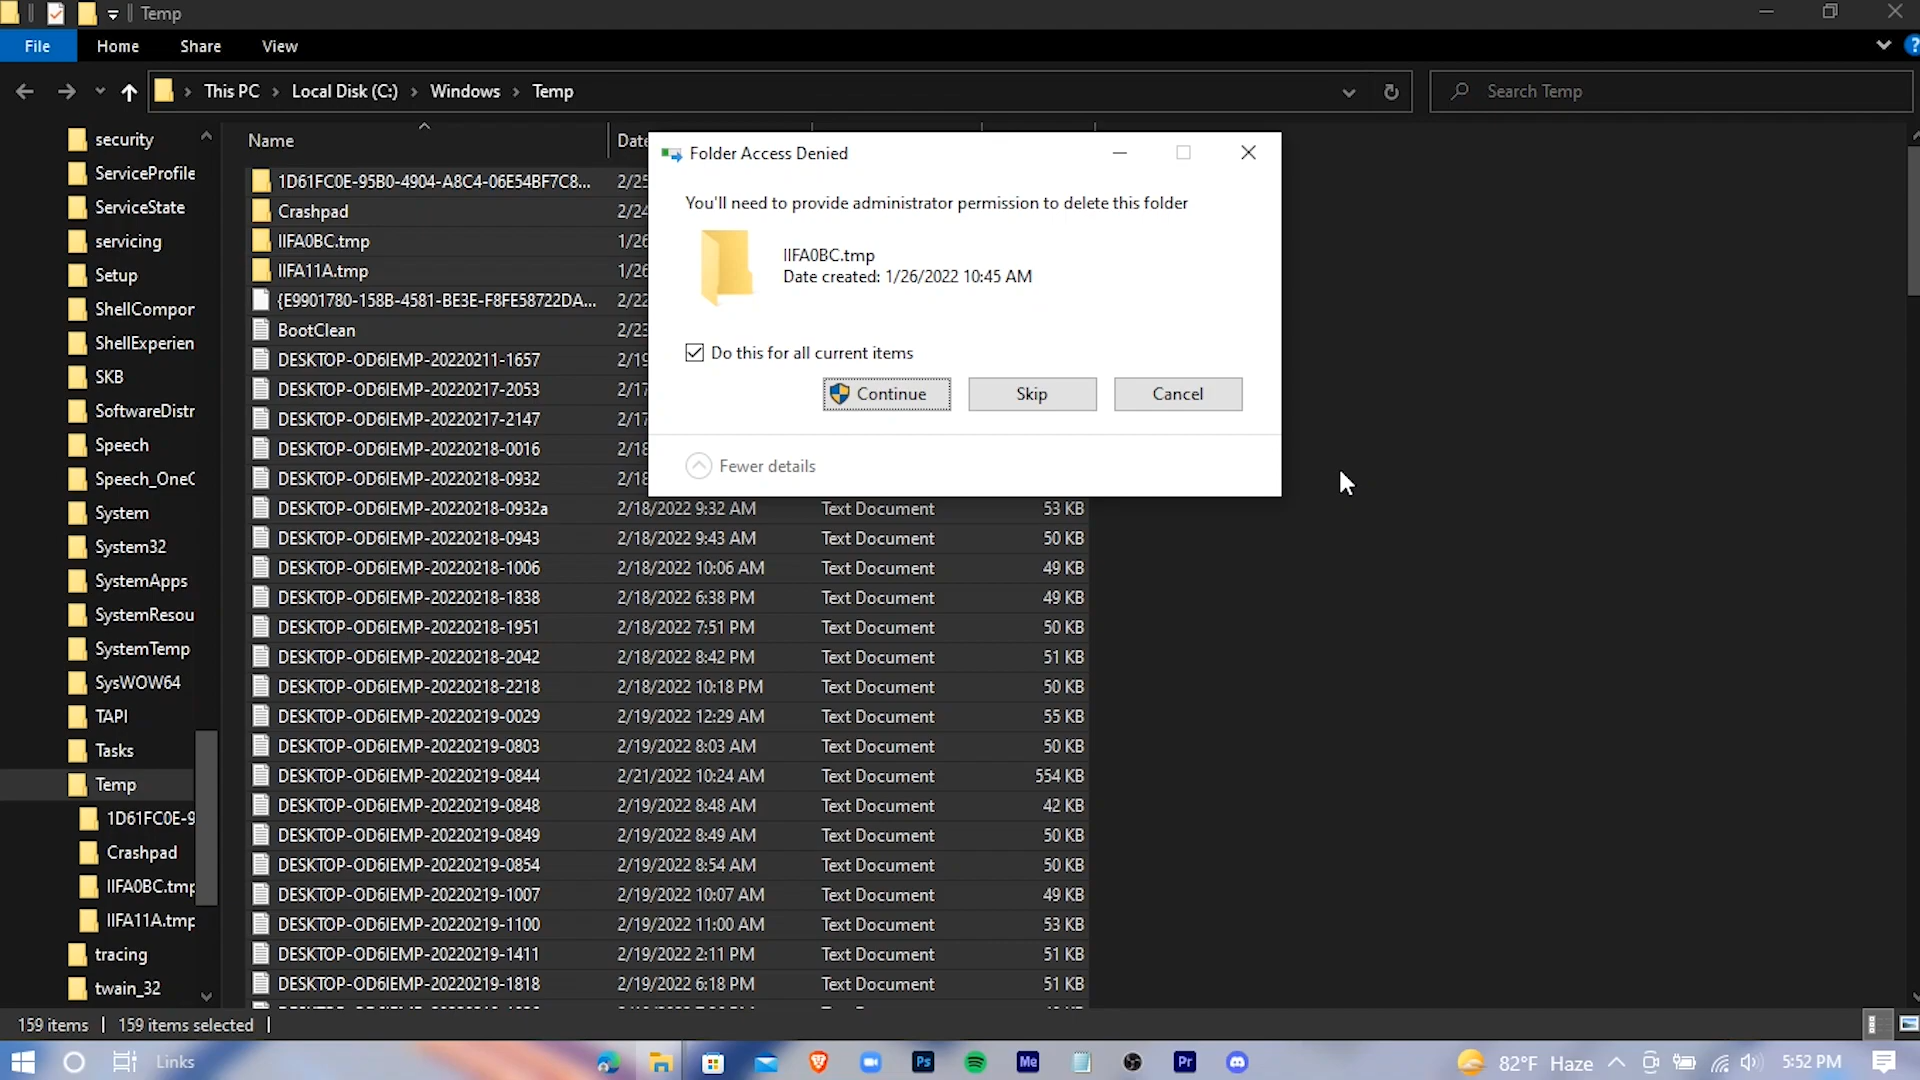 Temp
File Home Share View
This PC > Local Disk (C:) > Windows > Temp
Search Temp
security
ServiceProfile
ServiceState
servicing
Setup
ShellCompor
ShellExperien
SKB
SoftwareDistr
Speech
Speech_OneC
System
System32
SystemApps
SystemResou
SystemTemp
SysWOW64
TAPI
Tasks
Temp
1D61FC0E-9
Crashpad
IIFA0BC.tmp
IIFA11A.tmp
tracing
twain_32
Name Date
1D61FC0E-95B0-4904-A8C4-06E54BF7C8... 2/25
Crashpad 2/24
IIFA0BC.tmp 1/26
IIFA11A.tmp 1/26
{E9901780-158B-4581-BE3E-F8FE58722DA... 2/22
BootClean 2/23
DESKTOP-OD6IEMP-20220211-1657 2/19
DESKTOP-OD6IEMP-20220217-2053 2/17
DESKTOP-OD6IEMP-20220217-2147 2/17
DESKTOP-OD6IEMP-20220218-0016 2/18
DESKTOP-OD6IEMP-20220218-0932 2/18
DESKTOP-OD6IEMP-20220218-0932a 2/18/2022 9:32 AM Text Document 53 KB
DESKTOP-OD6IEMP-20220218-0943 2/18/2022 9:43 AM Text Document 50 KB
DESKTOP-OD6IEMP-20220218-1006 2/18/2022 10:06 AM Text Document 49 KB
DESKTOP-OD6IEMP-20220218-1838 2/18/2022 6:38 PM Text Document 49 KB
DESKTOP-OD6IEMP-20220218-1951 2/18/2022 7:51 PM Text Document 50 KB
DESKTOP-OD6IEMP-20220218-2042 2/18/2022 8:42 PM Text Document 51 KB
DESKTOP-OD6IEMP-20220218-2218 2/18/2022 10:18 PM Text Document 50 KB
DESKTOP-OD6IEMP-20220219-0029 2/19/2022 12:29 AM Text Document 55 KB
DESKTOP-OD6IEMP-20220219-0803 2/19/2022 8:03 AM Text Document 50 KB
DESKTOP-OD6IEMP-20220219-0844 2/21/2022 10:24 AM Text Document 554 KB
DESKTOP-OD6IEMP-20220219-0848 2/19/2022 8:48 AM Text Document 42 KB
DESKTOP-OD6IEMP-20220219-0849 2/19/2022 8:49 AM Text Document 50 KB
DESKTOP-OD6IEMP-20220219-0854 2/19/2022 8:54 AM Text Document 50 KB
DESKTOP-OD6IEMP-20220219-1007 2/19/2022 10:07 AM Text Document 49 KB
DESKTOP-OD6IEMP-20220219-1100 2/19/2022 11:00 AM Text Document 53 KB
DESKTOP-OD6IEMP-20220219-1411 2/19/2022 2:11 PM Text Document 51 KB
DESKTOP-OD6IEMP-20220219-1818 2/19/2022 6:18 PM Text Document 51 KB
Folder Access Denied
You'll need to provide administrator permission to delete this folder
IIFA0BC.tmp
Date created: 1/26/2022 10:45 AM
Do this for all current items
Continue Skip Cancel
Fewer details
159 items 159 items selected
Links
Ps
Me
Pr
82°F Haze
5:52 PM